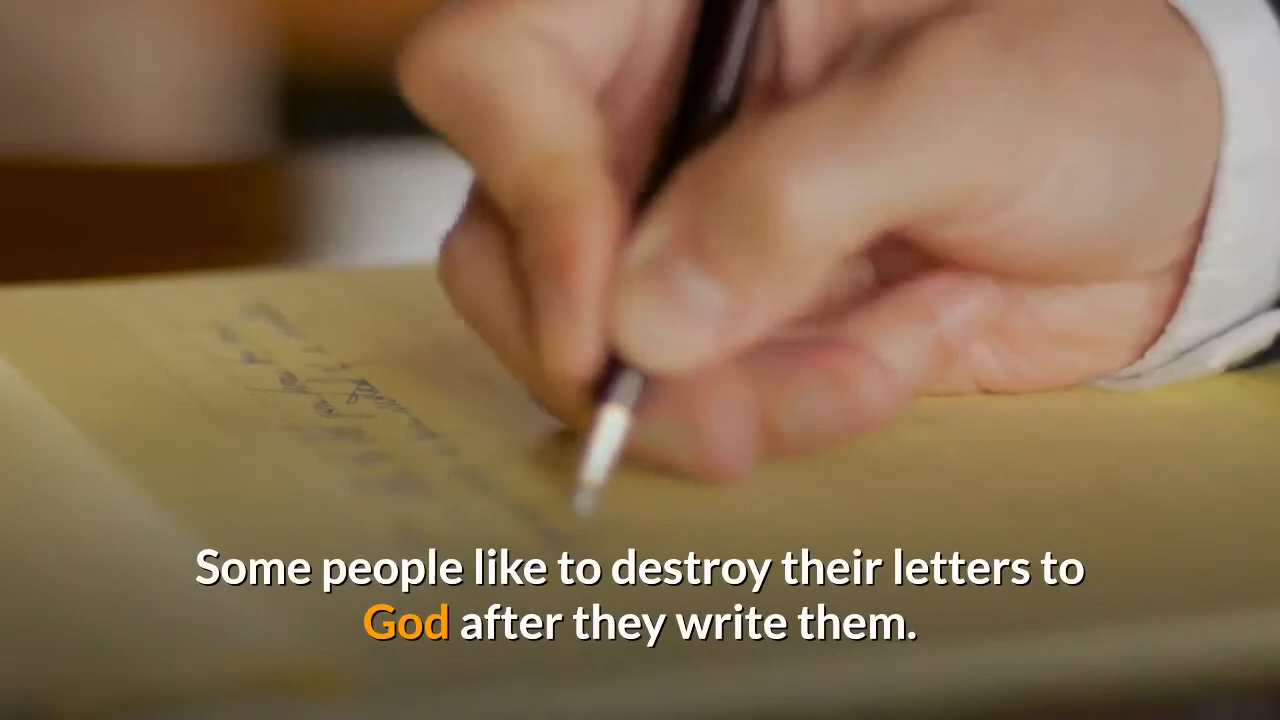 Some people like to destroy their letters to
God after they write them.